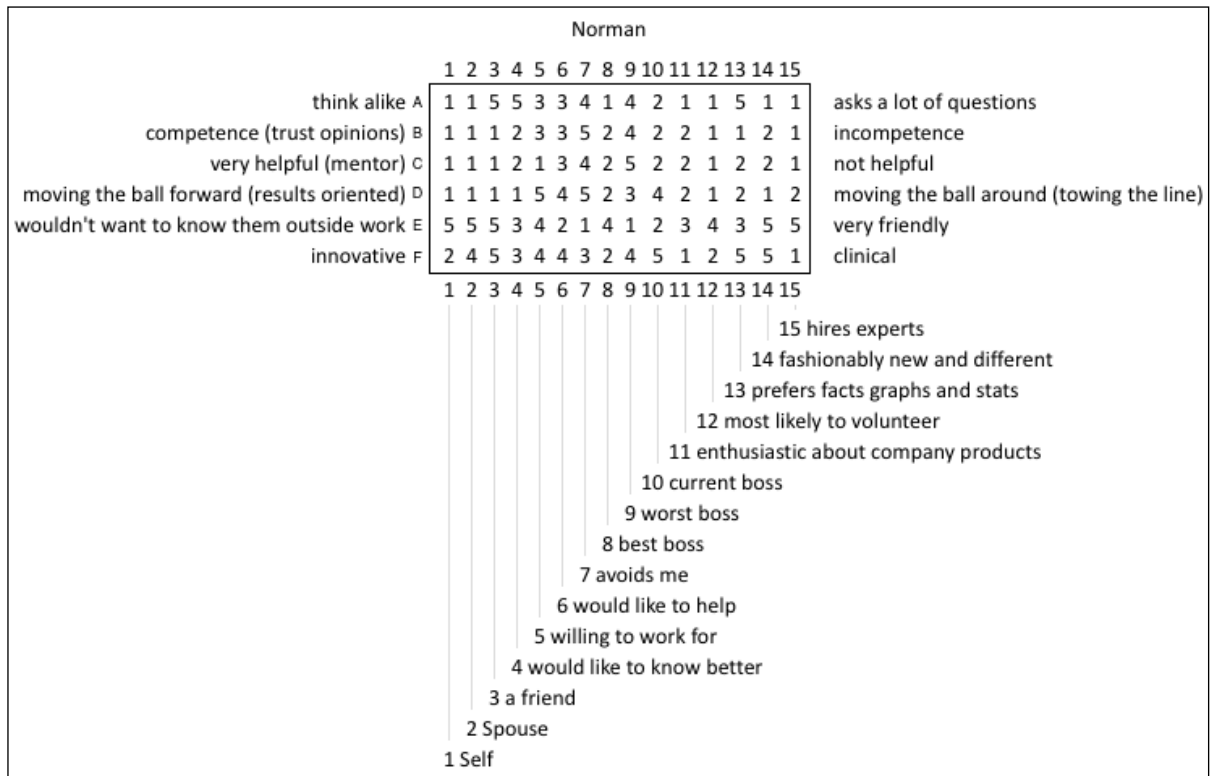 Norman
1 2 3 4 5 6 7 8 9 10 11 12 13 14 15
think alike A 1 1 5 5 3 3 4 1 4 2 1 1 5 1 1 asks a lot of questions
competence (trust opinions) B 1 1 1 2 3 3 5 2 4 2 2 1 1 2 1 incompetence
very helpful (mentor) C 1 1 1 2 1 3 4 2 5 2 2 1 2 2 1 not helpful
moving the ball forward (results oriented) D 1 1 1 1 5 4 5 2 3 4 2 1 2 1 2 moving the ball around (towing the line)
wouldn't want to know them outside work E 5 5 5 3 4 2 1 4 1 2 3 4 3 5 5 very friendly
innovative F 2 4 5 3 4 4 3 2 4 5 1 2 5 5 1 clinical
1 2 3 4 5 6 7 8 9 10 11 12 13 14 15
15 hires experts
14 fashionably new and different
13 prefers facts graphs and stats
12 most likely to volunteer
11 enthusiastic about company products
10 current boss
9 worst boss
8 best boss
7 avoids me
6 would like to help
5 willing to work for
4 would like to know better
3 a friend
2 Spouse
1 Self